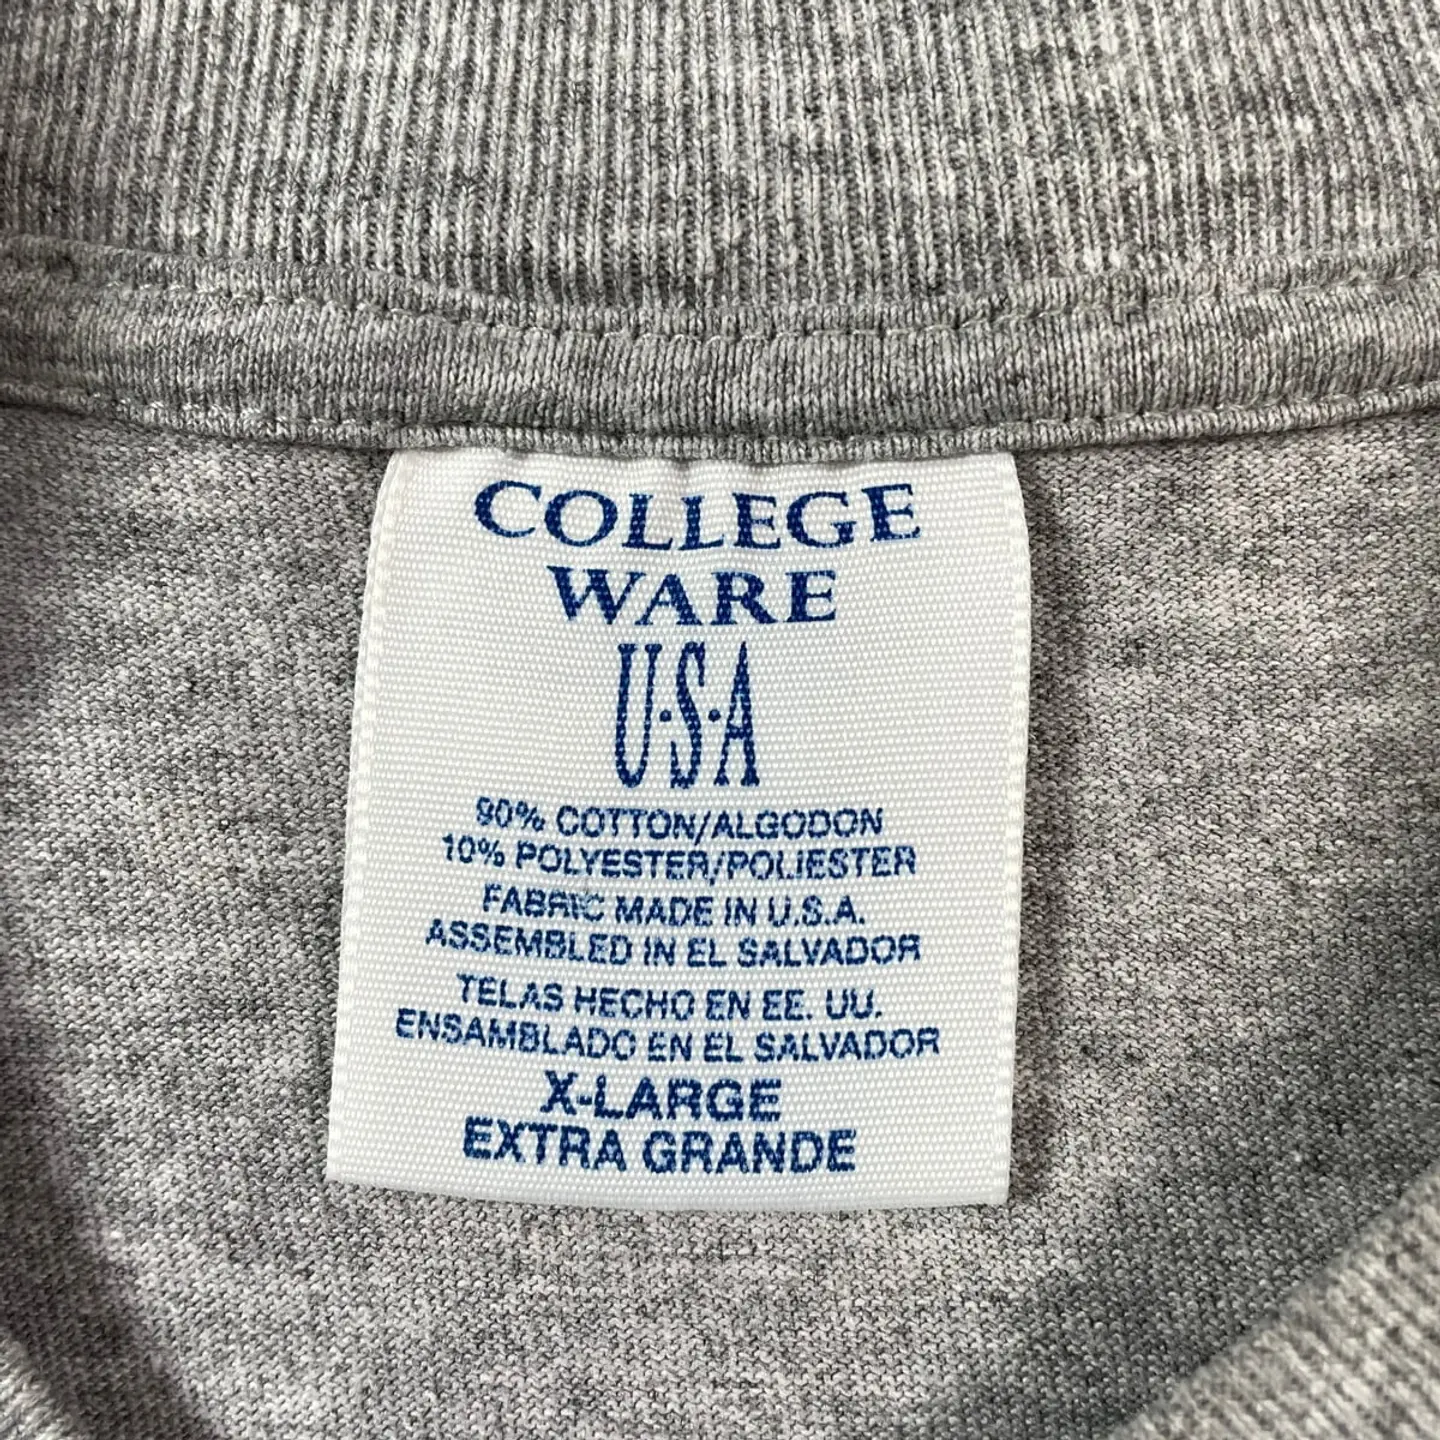 COLLEGE
WARE
U·S·A
90% COTTON/ALGODON
10% POLYESTER/POLIESTER
FABRIC MADE IN U.S.A.
ASSEMBLED IN EL SALVADOR
TELAS HECHO EN EE. UU.
ENSAMBLADO EN EL SALVADOR
X-LARGE
EXTRA GRANDE